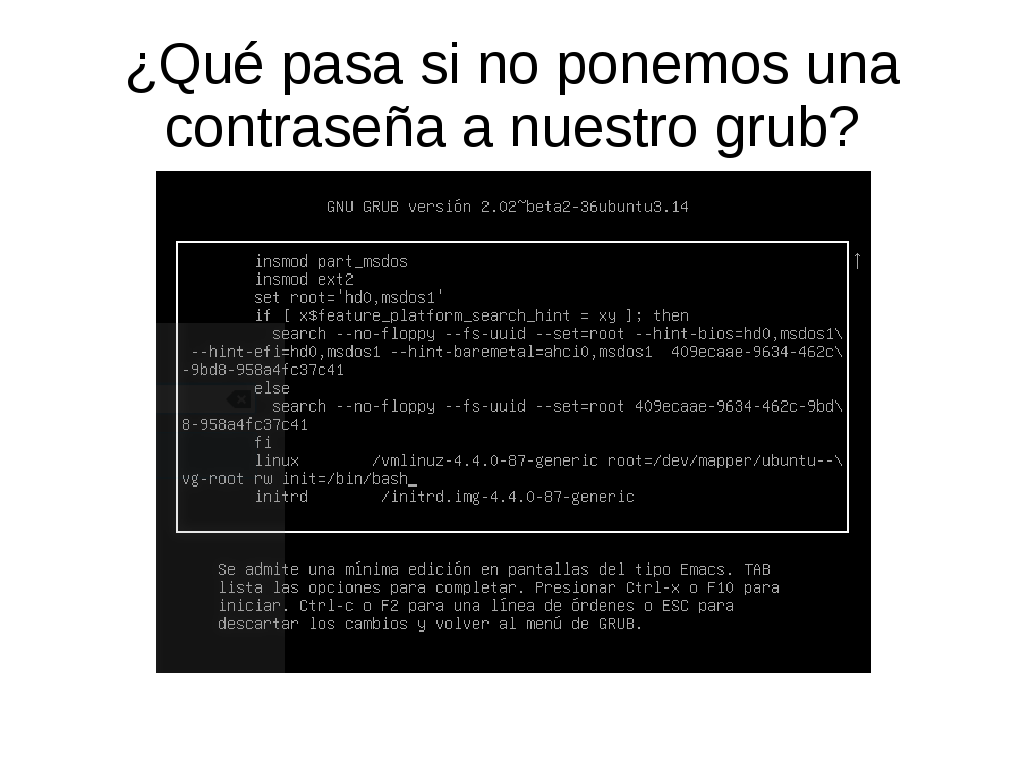 ¿Qué pasa si no ponemos una
contraseña a nuestro grub?
GNU GRUB versión 2.02~beta2-36ubuntu3.14
insmod part_msdos
insmod ext2
set root='hd0,msdos1'
if [ x$feature_platform_search_hint = xy ]; then
search --no-floppy --fs-uuid --set=root --hint-bios=hd0,msdos1\
--hint-efi=hd0,msdos1 --hint-baremetal=ahci0,msdos1 409ecaae-9634-462c\
-9bd8-958a4fc37c41
else
search --no-floppy --fs-uuid --set=root 409ecaae-9634-462c-9bd\
8-958a4fc37c41
fi
linux /vmlinuz-4.4.0-87-generic root=/dev/mapper/ubuntu--\
vg-root rw init=/bin/bash_
initrd /initrd.img-4.4.0-87-generic
Se admite una mínima edición en pantallas del tipo Emacs. TAB
lista las opciones para completar. Presionar Ctrl-x o F10 para
iniciar. Ctrl-c o F2 para una línea de órdenes o ESC para
descartar los cambios y volver al menú de GRUB.